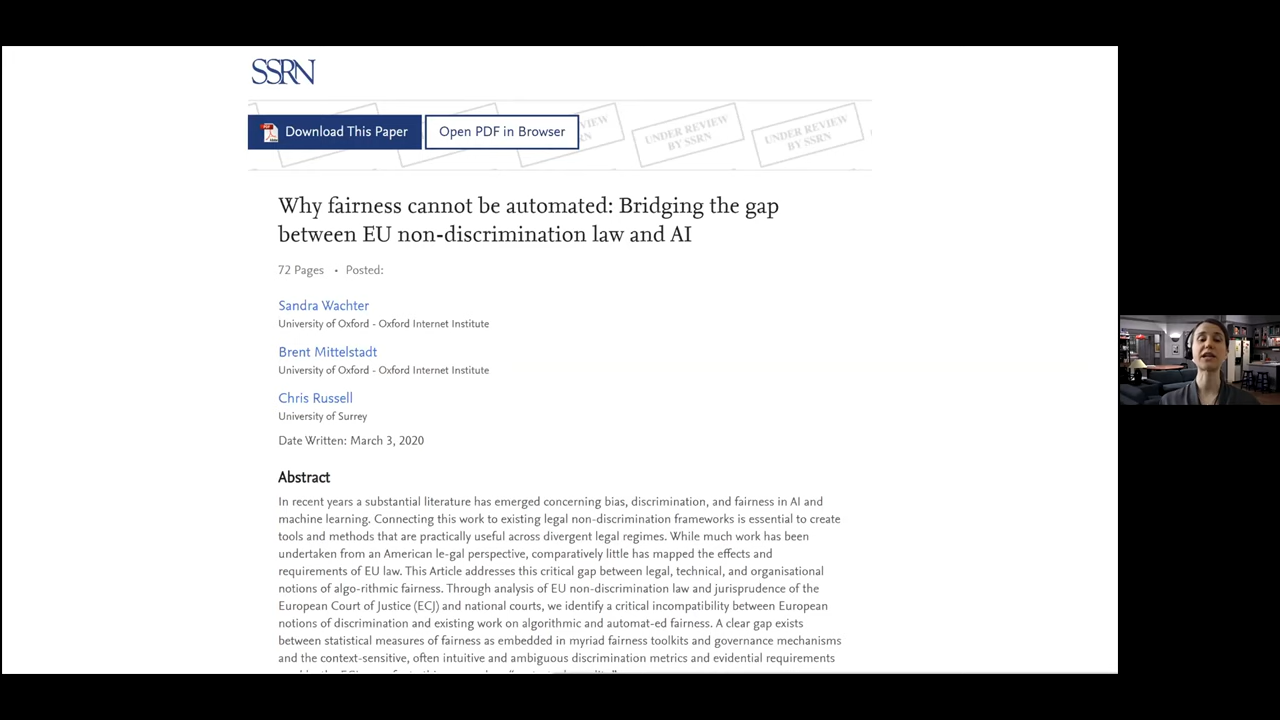 SSRN
Download This Paper
Open PDF in Browser
VIEW
RN
UNDER REVIEW
BY SSRN
UNDER REVIEW
BY SSRN
Why fairness cannot be automated: Bridging the gap
between EU non-discrimination law and AI
72 Pages • Posted:
Sandra Wachter
University of Oxford - Oxford Internet Institute
Brent Mittelstadt
University of Oxford - Oxford Internet Institute
Chris Russell
University of Surrey
Date Written: March 3, 2020
Abstract
In recent years a substantial literature has emerged concerning bias, discrimination, and fairness in AI and
machine learning. Connecting this work to existing legal non-discrimination frameworks is essential to create
tools and methods that are practically useful across divergent legal regimes. While much work has been
undertaken from an American le-gal perspective, comparatively little has mapped the effects and
requirements of EU law. This Article addresses this critical gap between legal, technical, and organisational
notions of algo-rithmic fairness. Through analysis of EU non-discrimination law and jurisprudence of the
European Court of Justice (ECJ) and national courts, we identify a critical incompatibility between European
notions of discrimination and existing work on algorithmic and automat-ed fairness. A clear gap exists
between statistical measures of fairness as embedded in myriad fairness toolkits and governance mechanisms
and the context-sensitive, often intuitive and ambiguous discrimination metrics and evidential requirements